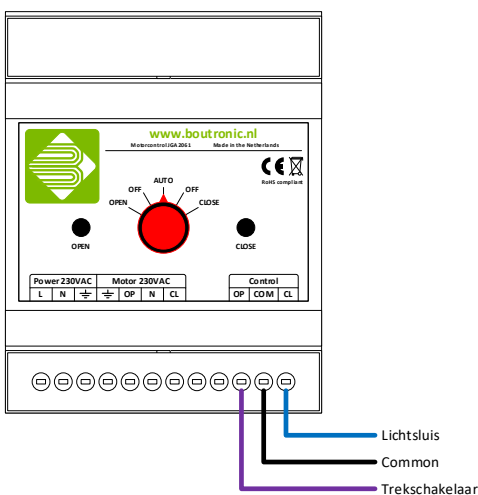 www.boutronic.nl
Motorcontrol JGA2061 Made in the Netherlands
CE
RoHS compliant
AUTO
OFF OFF
OPEN CLOSE
OPEN CLOSE
Power 230VAC Motor 230VAC Control
L N OP N CL OP COM CL
Lichtsluis
Common
Trekschakelaar